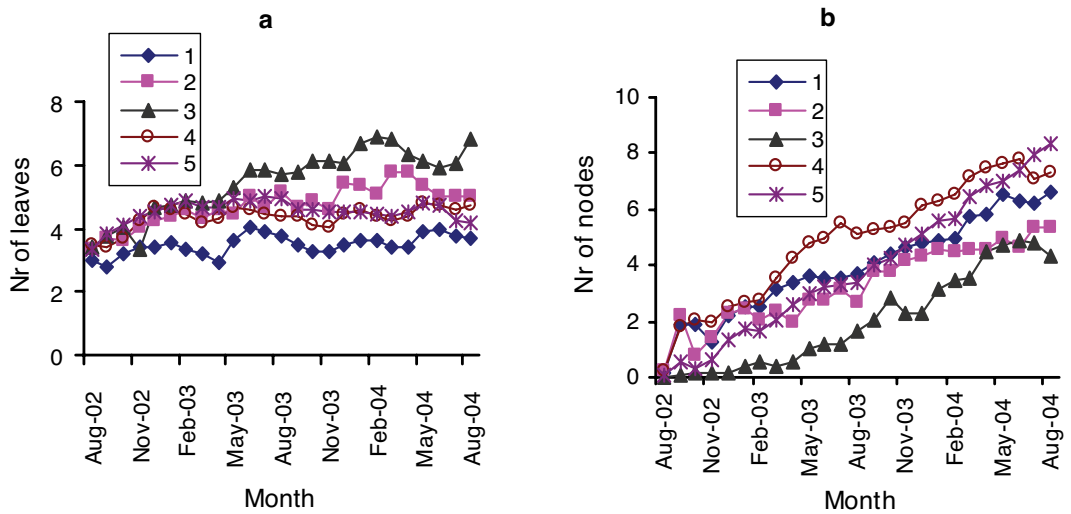 a
1
2
3
4
5
Nr of leaves
8
6
4
2
0
Aug-02
Nov-02
Feb-03
May-03
Aug-03
Nov-03
Feb-04
May-04
Aug-04
Month
b
1
2
3
4
5
Nr of nodes
10
8
6
4
2
0
Aug-02
Nov-02
Feb-03
May-03
Aug-03
Nov-03
Feb-04
May-04
Aug-04
Month